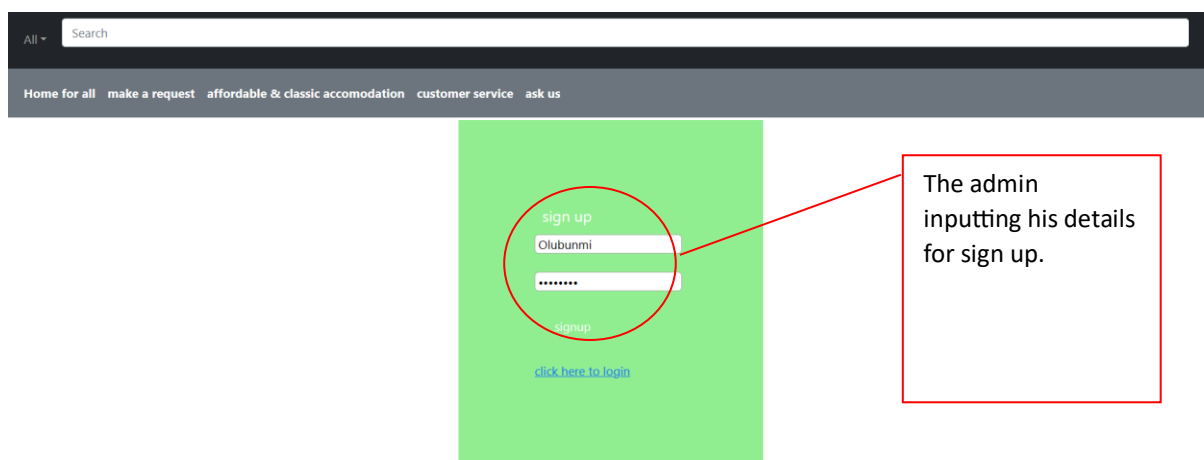 All
Search
Home for all make a request affordable & classic accomodation customer service ask us
sign up
Olubunmi
••••••••
signup
click here to login
The admin
inputting his details
for sign up.